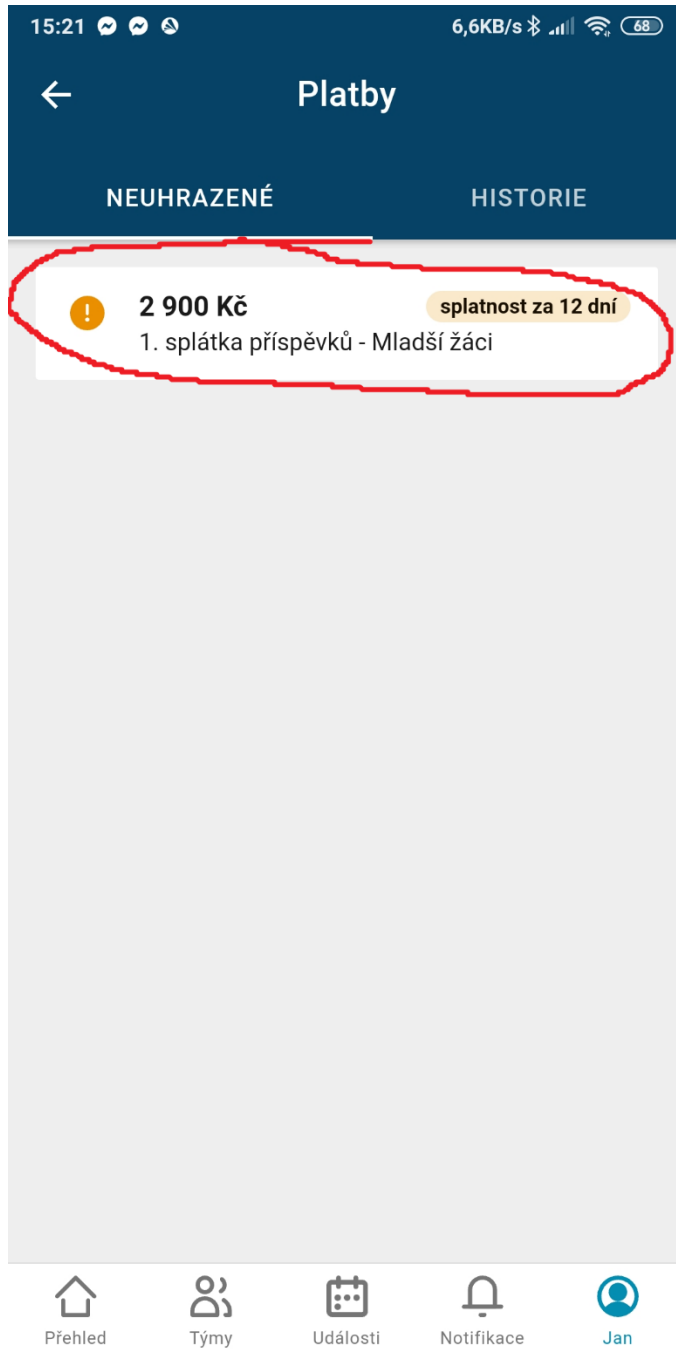 15:21 6,6KB/s 68
Platby
NEUHRAZENÉ HISTORIE
2 900 Kč splatnost za 12 dní
1. splátka příspěvků - Mladší žáci
Přehled Týmy Události Notifikace Jan